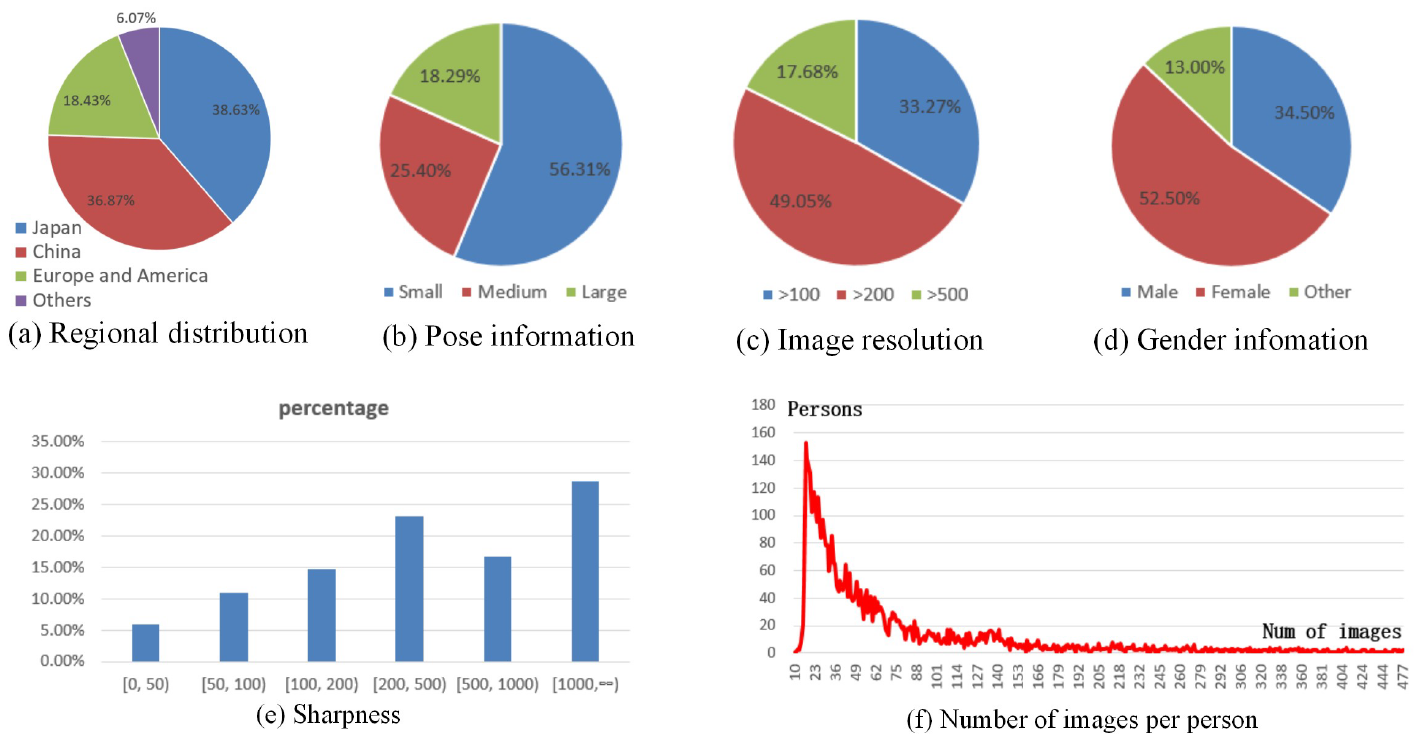 6.07%
38.63%
18.43%
36.87%
Japan
China
Europe and America
Others
(a) Regional distribution
18.29%
56.31%
25.40%
Small Medium Large
(b) Pose information
17.68%
33.27%
49.05%
>100 >200 >500
(c) Image resolution
13.00%
34.50%
52.50%
Male Female Other
(d) Gender infomation
percentage
35.00%
30.00%
25.00%
20.00%
15.00%
10.00%
5.00%
0.00%
[0, 50) [50, 100) [100, 200) [200, 500) [500, 1000) [1000,∞)
(e) Sharpness
180
Persons
160
140
120
100
80
60
40
20
Num of images
0
10 23 36 49 62 75 88 101 114 127 140 153 166 179 192 205 218 232 246 260 279 292 306 320 338 360 381 404 424 444 477
(f) Number of images per person